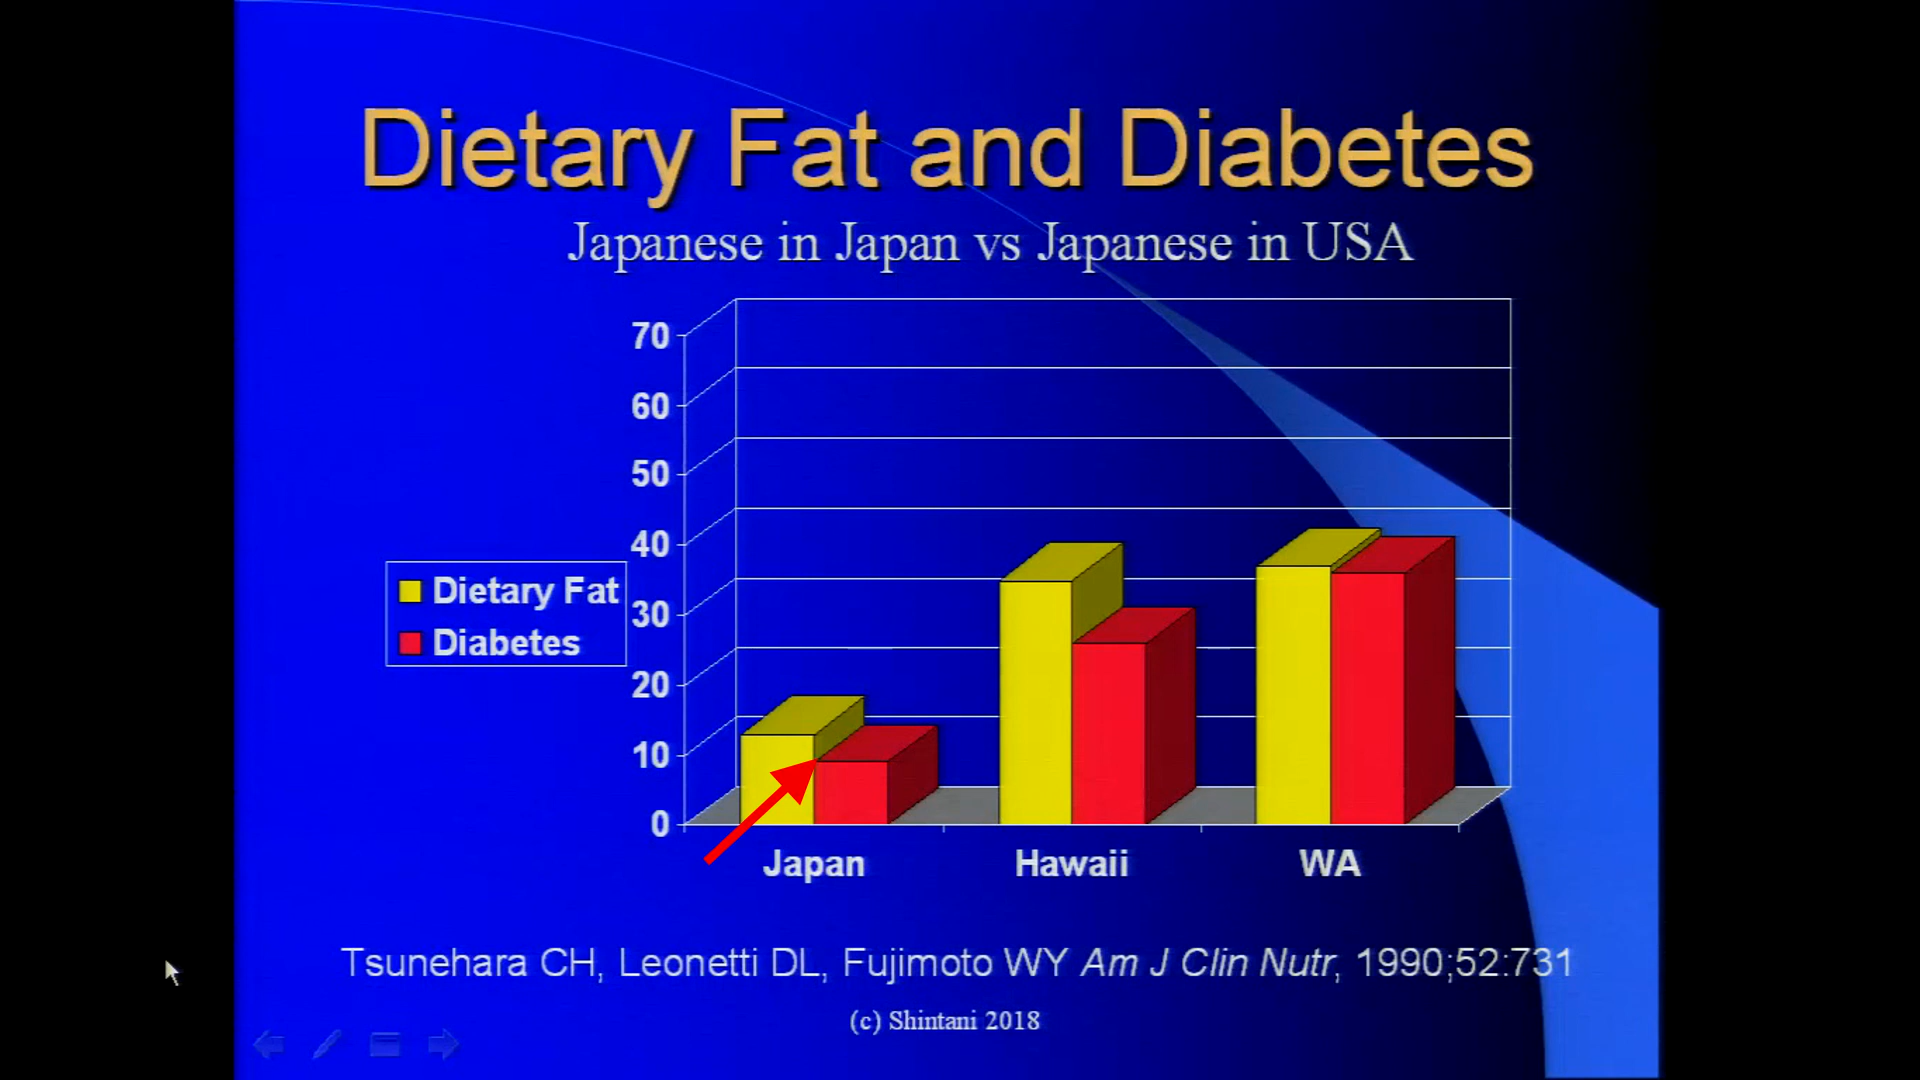 Dietary Fat and Diabetes
Japanese in Japan vs Japanese in USA
70
60
50
40
30
20
10
0
Dietary Fat
Diabetes
Japan Hawaii WA
Tsunehara CH, Leonetti DL, Fujimoto WY Am J Clin Nutr, 1990;52:731
(c) Shintani 2018